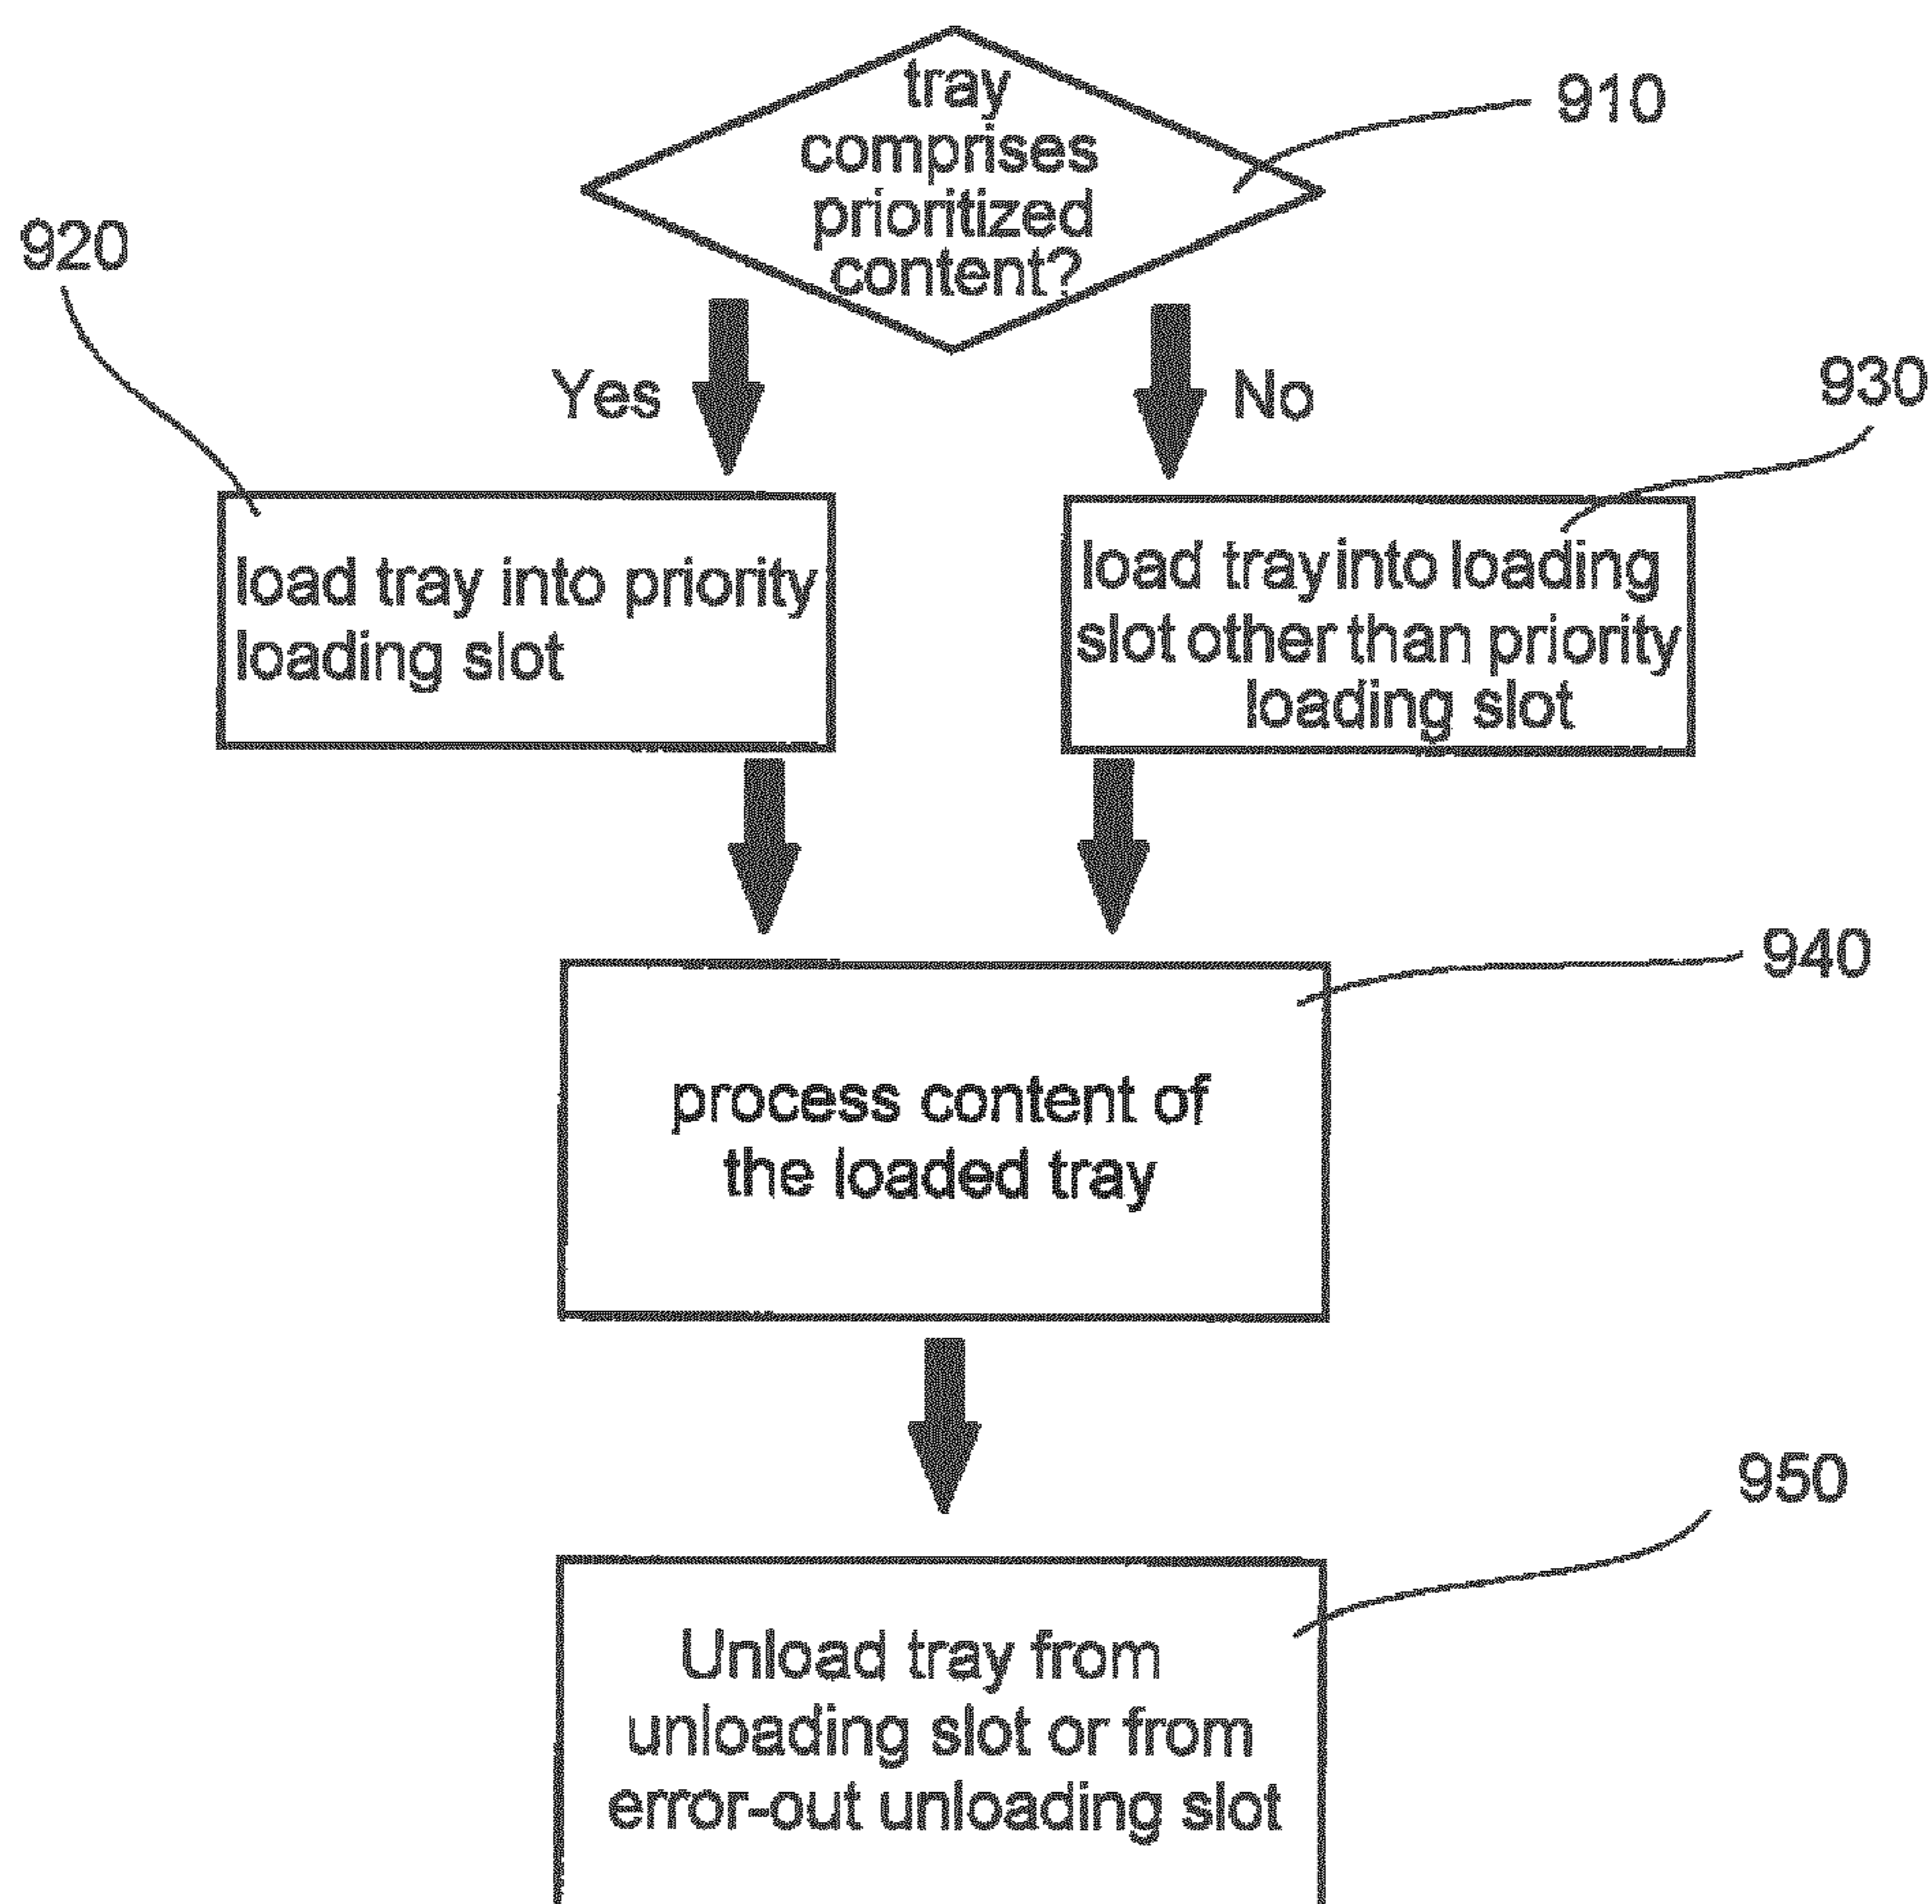 tray
comprises
prioritized
content?
910
920
Yes
No
930
load tray into priority
loading slot
load tray into loading
slot other than priority
loading slot
940
process content of
the loaded tray
950
Unload tray from
unloading slot or from
error-out unloading slot